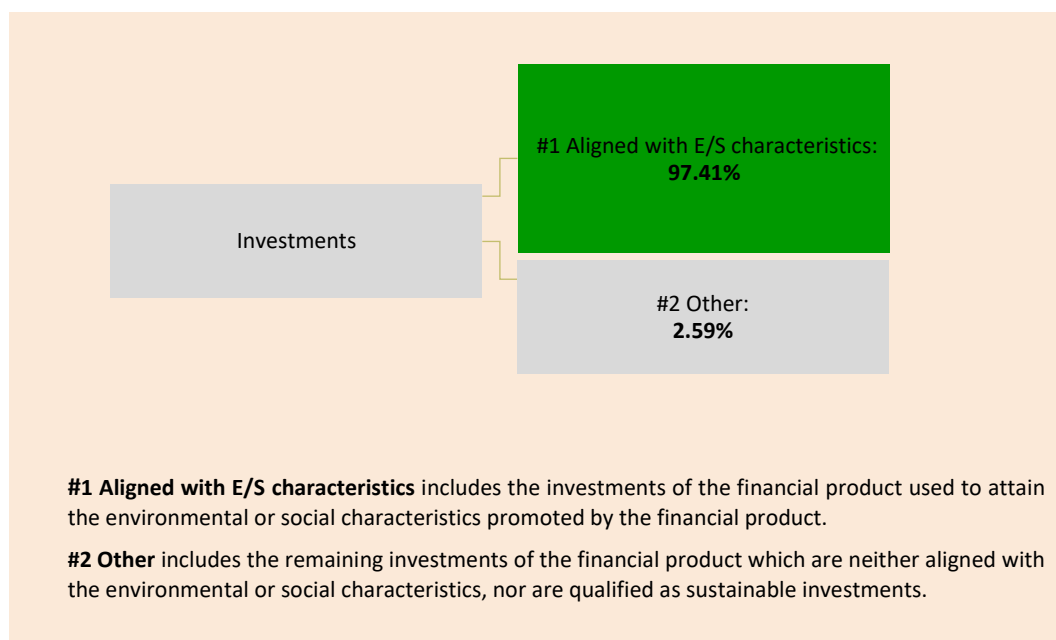 #1 Aligned with E/S characteristics:
97.41%
Investments
#2 Other:
2.59%
#1 Aligned with E/S characteristics includes the investments of the financial product used to attain
the environmental or social characteristics promoted by the financial product.
#2 Other includes the remaining investments of the financial product which are neither aligned with
the environmental or social characteristics, nor are qualified as sustainable investments.